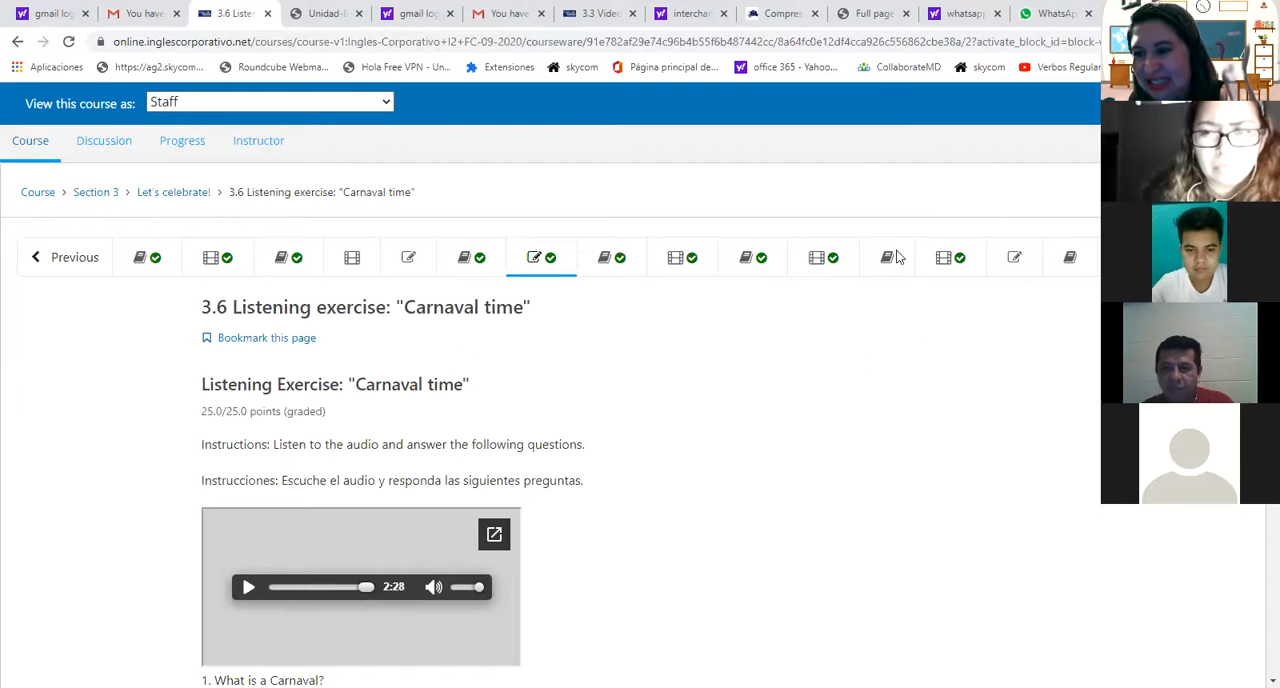 gmail log
You have
3.6 Lister
Unidad-
gmail log
You have
3.3 Video
interchan
Compres
Full page
whatsapp
WhatsAp
online.inglescorporativo.net/courses/course-v1:Ingles-Corporativo+I2+FC-09-2020/courseware/91e782af29e74c96b4b55f6b487442cc/8a64fc0e12df4cca926c556862cbe38a/2?activate_block_id=block-v
Aplicaciones
https://ag2.skycom...
Roundcube Webma...
Hola Free VPN - Un...
Extensiones
skycom
Página principal de...
office 365 - Yahoo...
CollaborateMD
skycom
Verbos Regular
View this course as: Staff
Course Discussion Progress Instructor
Course > Section 3 > Let's celebrate! > 3.6 Listening exercise: "Carnaval time"
Previous
3.6 Listening exercise: "Carnaval time"
Bookmark this page
Listening Exercise: "Carnaval time"
25.0/25.0 points (graded)
Instructions: Listen to the audio and answer the following questions.
Instrucciones: Escuche el audio y responda las siguientes preguntas.
2:28
1. What is a Carnaval?